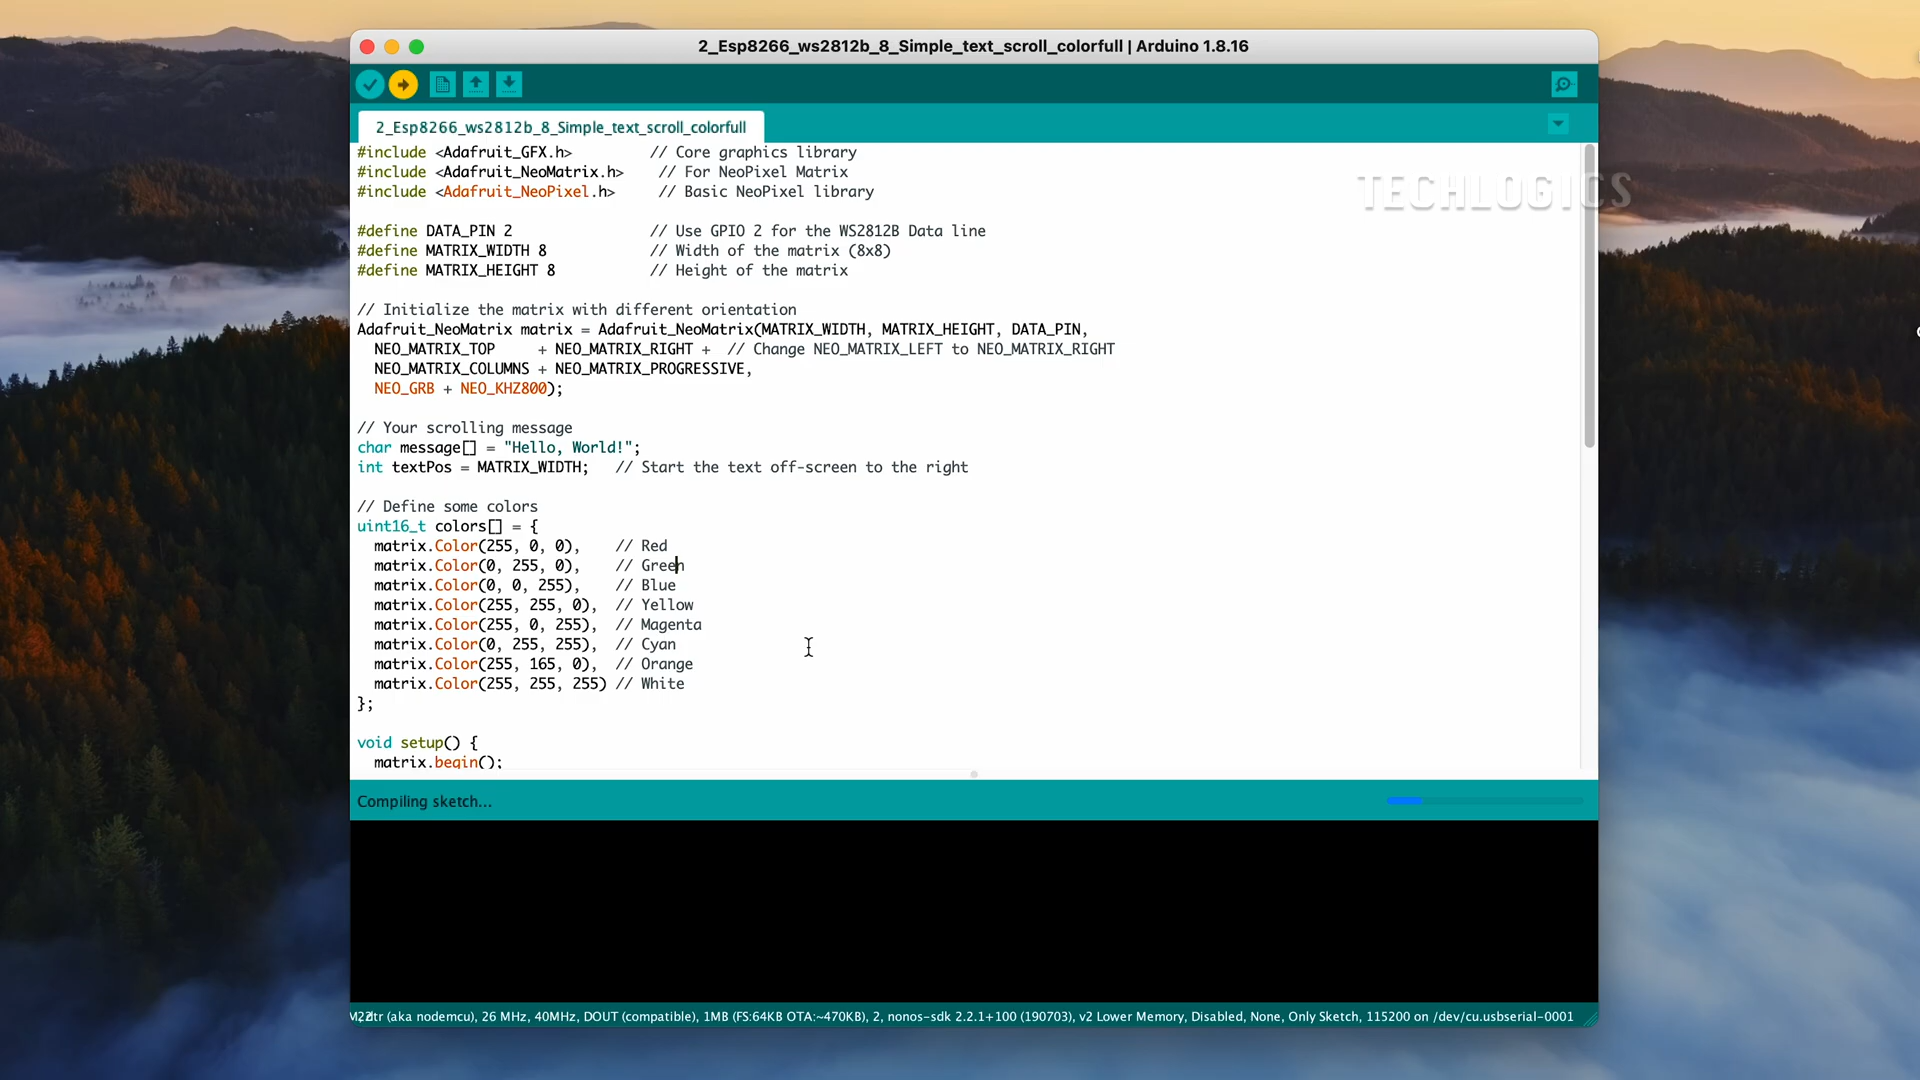 2_Esp8266_ws2812b_8_Simple_text_scroll_colorfull | Arduino 1.8.16
2_Esp8266_ws2812b_8_Simple_text_scroll_colorfull
#include <Adafruit_GFX.h>         // Core graphics library
#include <Adafruit_NeoMatrix.h>    // For NeoPixel Matrix
#include <Adafruit_NeoPixel.h>     // Basic NeoPixel library
TECHLOGICS
#define DATA_PIN 2                // Use GPIO 2 for the WS2812B Data line
#define MATRIX_WIDTH 8            // Width of the matrix (8x8)
#define MATRIX_HEIGHT 8           // Height of the matrix
// Initialize the matrix with different orientation
Adafruit_NeoMatrix matrix = Adafruit_NeoMatrix(MATRIX_WIDTH, MATRIX_HEIGHT, DATA_PIN,
  NEO_MATRIX_TOP     + NEO_MATRIX_RIGHT +  // Change NEO_MATRIX_LEFT to NEO_MATRIX_RIGHT
  NEO_MATRIX_COLUMNS + NEO_MATRIX_PROGRESSIVE,
  NEO_GRB + NEO_KHZ800);
// Your scrolling message
char message[] = "Hello, World!";
int textPos = MATRIX_WIDTH;   // Start the text off-screen to the right
// Define some colors
uint16_t colors[] = {
  matrix.Color(255, 0, 0),    // Red
  matrix.Color(0, 255, 0),    // Green
  matrix.Color(0, 0, 255),    // Blue
  matrix.Color(255, 255, 0),  // Yellow
  matrix.Color(255, 0, 255),  // Magenta
  matrix.Color(0, 255, 255),  // Cyan
  matrix.Color(255, 165, 0),  // Orange
  matrix.Color(255, 255, 255) // White
};
void setup() {
  matrix.begin();
Compiling sketch...
(aka nodemcu), 26 MHz, 40MHz, DOUT (compatible), 1MB (FS:64KB OTA:~470KB), 2, nonos-sdk 2.2.1+100 (190703), v2 Lower Memory, Disabled, None, Only Sketch, 115200 on /dev/cu.usbserial-0001